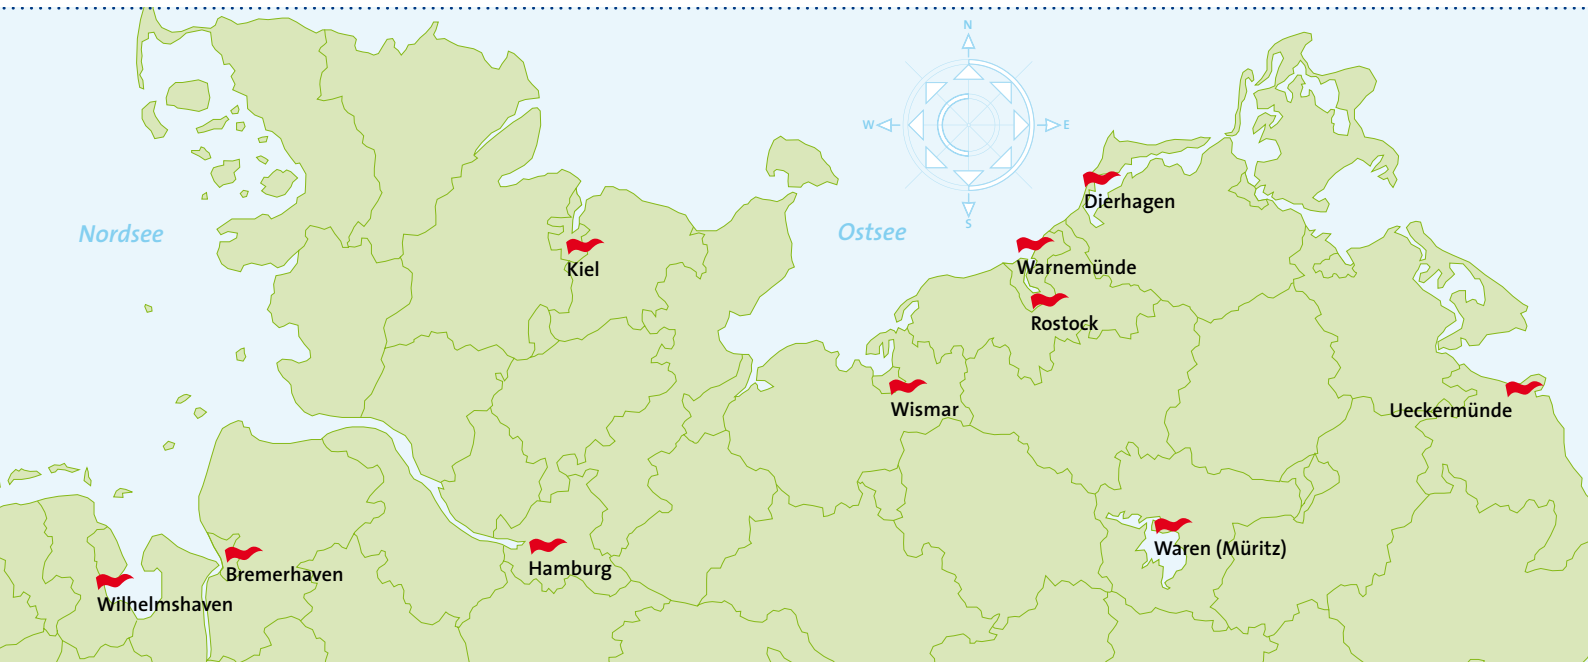 N
W
E
S
Nordsee
Ostsee
Dierhagen
Kiel
Warnemünde
Rostock
Wismar
Ueckermünde
Waren (Müritz)
Hamburg
Bremerhaven
Wilhelmshaven